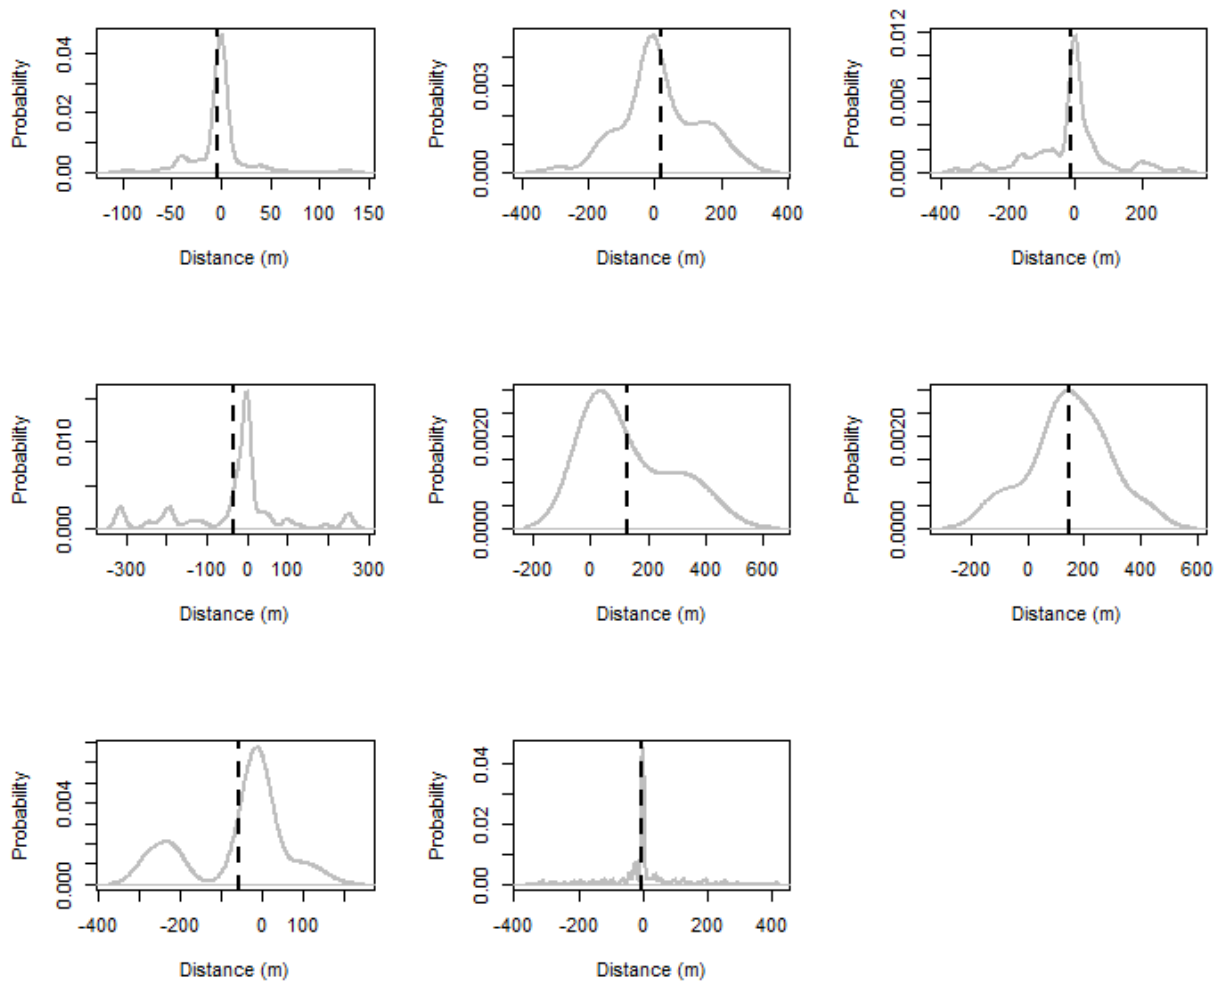 Probability
0.00 0.02 0.04
-100 -50 0 50 100 150
Distance (m)
Probability
0.000 0.003
-400 -200 0 200 400
Distance (m)
Probability
0.000 0.006 0.012
-400 -200 0 200
Distance (m)
Probability
0.000 0.010
-300 -100 0 100 300
Distance (m)
Probability
0.0000 0.0020
-200 0 200 400 600
Distance (m)
Probability
0.0000 0.0020
-200 0 200 400 600
Distance (m)
Probability
0.000 0.004
-400 -200 0 100
Distance (m)
Probability
0.00 0.02 0.04
-400 -200 0 200 400
Distance (m)